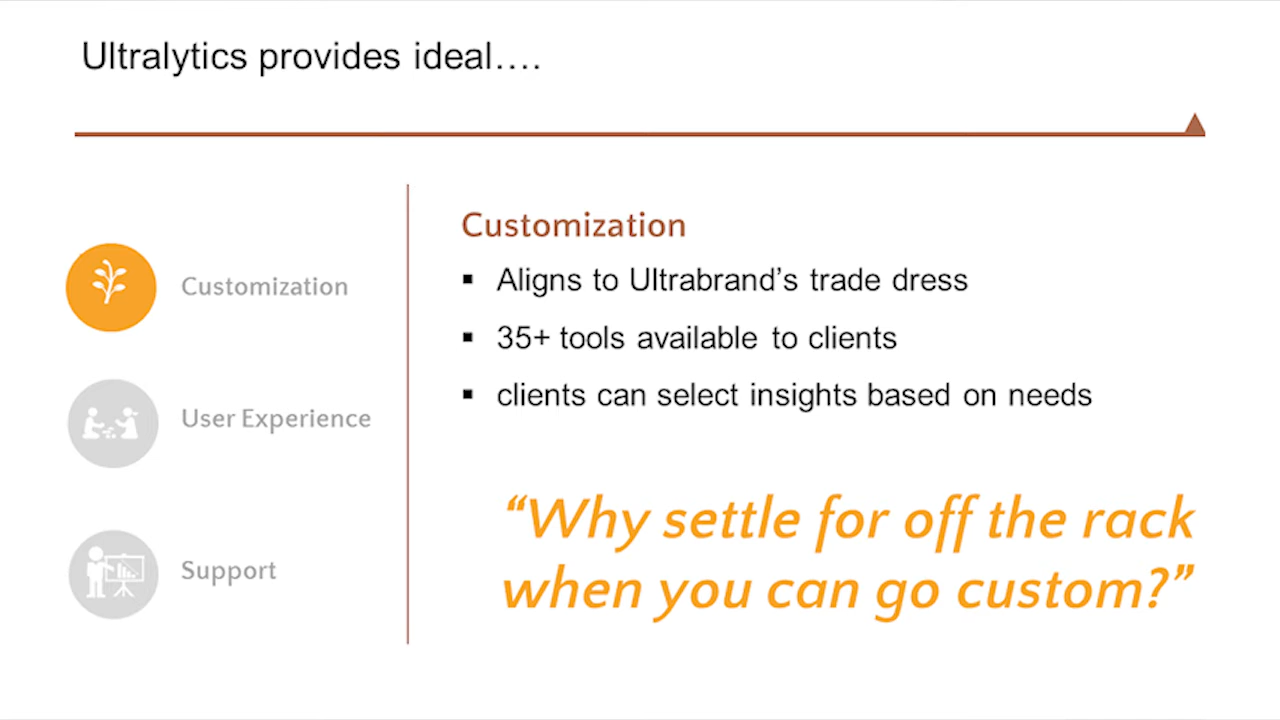 Ultralytics provides ideal….
Customization
User Experience
Support
Customization
▪ Aligns to Ultrabrand’s trade dress
▪ 35+ tools available to clients
▪ clients can select insights based on needs
“Why settle for off the rack
when you can go custom?”